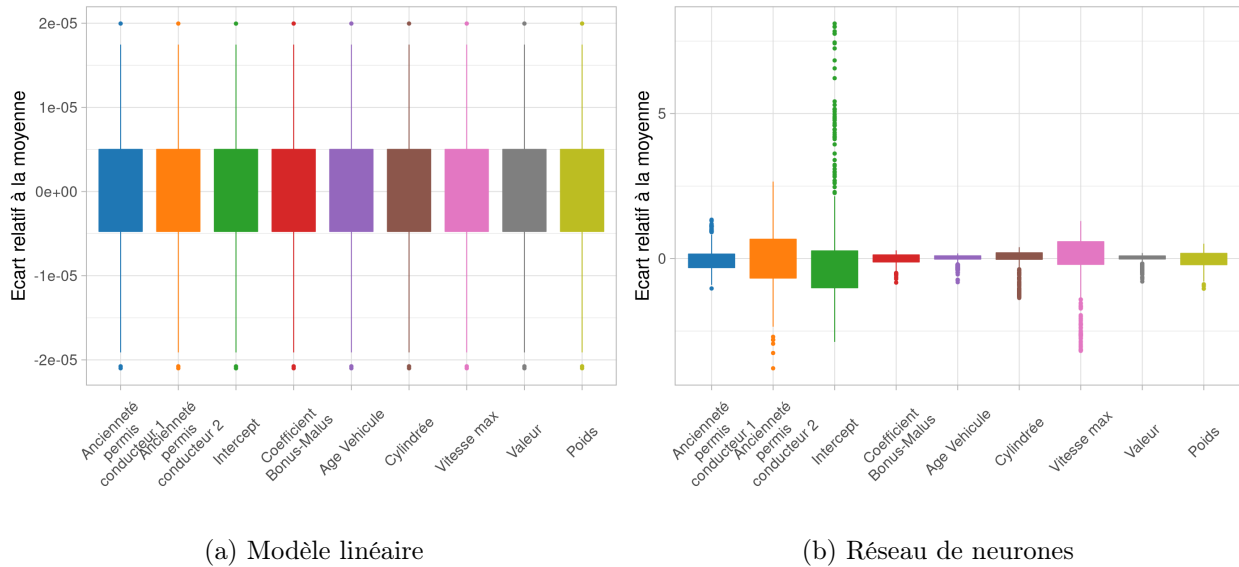 Ecart relatif à la moyenne
2e-05
1e-05
0e+00
-1e-05
-2e-05
Ancienneté
permis
conducteur 1
Ancienneté
permis
conducteur 2
Intercept
Coefficient
Bonus-Malus
Age Vehicule
Cylindrée
Vitesse max
Valeur
Poids
(a) Modèle linéaire
Ecart relatif à la moyenne
5
0
Ancienneté
permis
conducteur 1
Ancienneté
permis
conducteur 2
Intercept
Coefficient
Bonus-Malus
Age Vehicule
Cylindrée
Vitesse max
Valeur
Poids
(b) Réseau de neurones